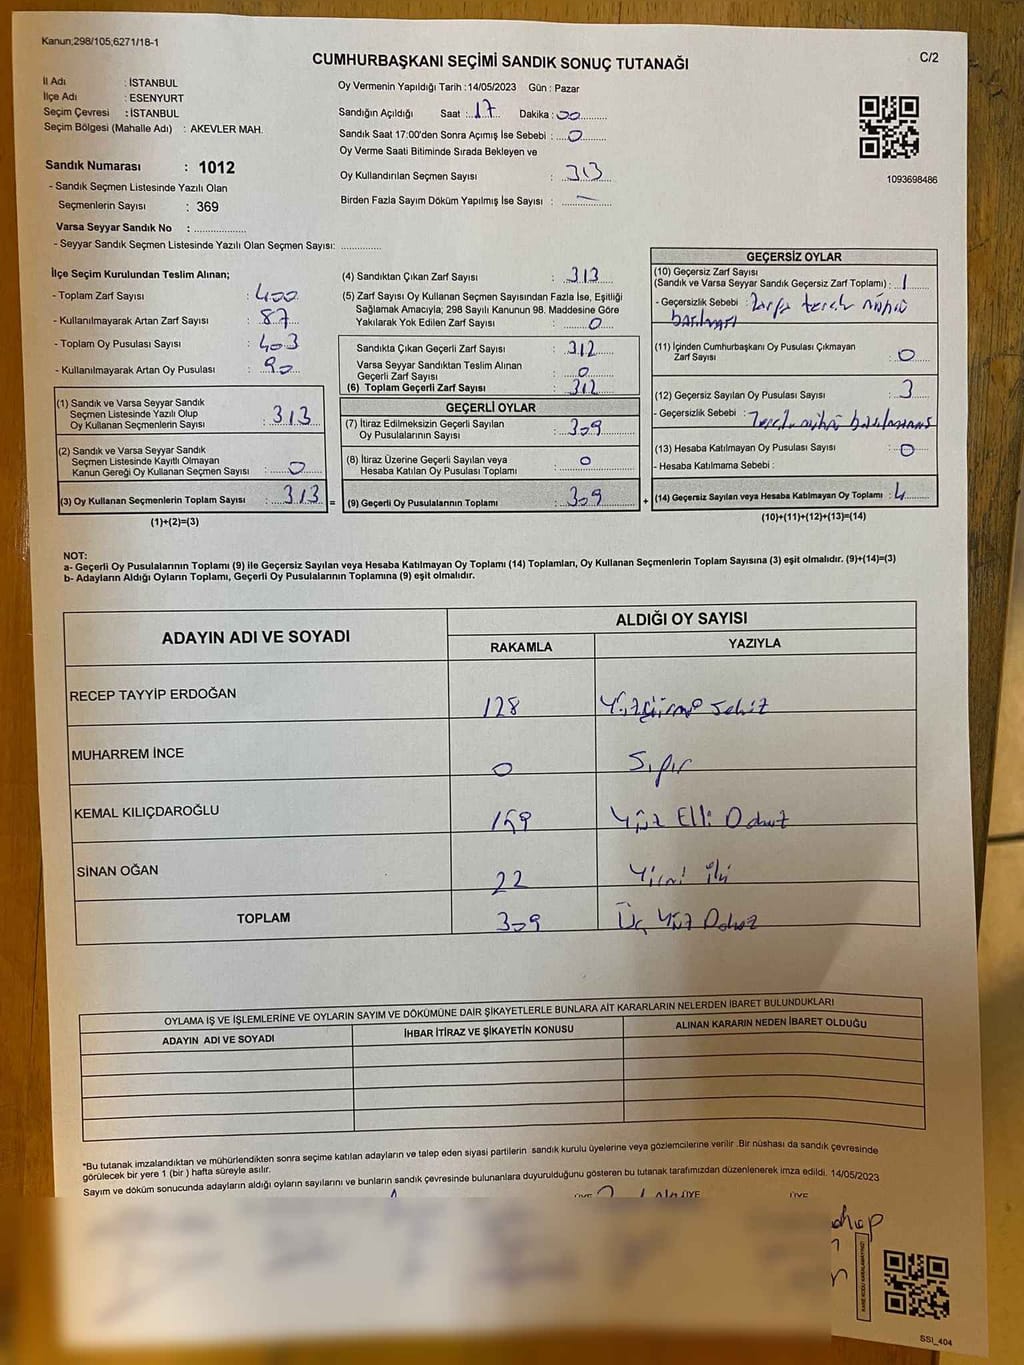 Kanun;298/105;6271/18-1
CUMHURBAŞKANI SEÇİMİ SANDIK SONUÇ TUTANAĞI
C/2
İl Adı : İSTANBUL
İlçe Adı : ESENYURT
Seçim Çevresi : İSTANBUL
Seçim Bölgesi (Mahalle Adı) : AKEVLER MAH.
Sandık Numarası : 1012
- Sandık Seçmen Listesinde Yazılı Olan
Seçmenlerin Sayısı : 369
Varsa Seyyar Sandık No : ..................
- Seyyar Sandık Seçmen Listesinde Yazılı Olan Seçmen Sayısı: ..............
Oy Vermenin Yapıldığı Tarih :14/05/2023 Gün : Pazar
Sandığın Açıldığı Saat : 17 Dakika : 00
Sandık Saat 17:00'den Sonra Açımış İse Sebebi : 0
Oy Verme Saati Bitiminde Sırada Bekleyen ve
Oy Kullandırılan Seçmen Sayısı : 313
Birden Fazla Sayım Döküm Yapılmış İse Sayısı : —
1093698486
İlçe Seçim Kurulundan Teslim Alınan;
- Toplam Zarf Sayısı : 400
- Kullanılmayarak Artan Zarf Sayısı : 87
- Toplam Oy Pusulası Sayısı : 403
- Kullanılmayarak Artan Oy Pusulası : 90
(1) Sandık ve Varsa Seyyar Sandık
Seçmen Listesinde Yazılı Olup
Oy Kullanan Seçmenlerin Sayısı : 313
(2) Sandık ve Varsa Seyyar Sandık
Seçmen Listesinde Kayıtlı Olmayan
Kanun Gereği Oy Kullanan Seçmen Sayısı : 0
(3) Oy Kullanan Seçmenlerin Toplam Sayısı : 313 =
(1)+(2)=(3)
(4) Sandıktan Çıkan Zarf Sayısı : 313
(5) Zarf Sayısı Oy Kullanan Seçmen Sayısından Fazla İse, Eşitliği
Sağlamak Amacıyla; 298 Sayılı Kanunun 98. Maddesine Göre
Yakılarak Yok Edilen Zarf Sayısı : 0
Sandıkta Çıkan Geçerli Zarf Sayısı : 312
Varsa Seyyar Sandıktan Teslim Alınan
Geçerli Zarf Sayısı : 0
(6) Toplam Geçerli Zarf Sayısı : 312
GEÇERLİ OYLAR
(7) İtiraz Edilmeksizin Geçerli Sayılan
Oy Pusulalarının Sayısı : 309
(8) İtiraz Üzerine Geçerli Sayılan veya
Hesaba Katılan Oy Pusulası Toplamı : 0
(9) Geçerli Oy Pusulalarının Toplamı : 309 +
GEÇERSİZ OYLAR
(10) Geçersiz Zarf Sayısı
(Sandık ve Varsa Seyyar Sandık Geçersiz Zarf Toplamı) : 1
- Geçersizlik Sebebi : Zarfa tercih mührü
basılması
(11) İçinden Cumhurbaşkanı Oy Pusulası Çıkmayan
Zarf Sayısı : 0
(12) Geçersiz Sayılan Oy Pusulası Sayısı : 3
- Geçersizlik Sebebi : Tercih mührü basılmaması
(13) Hesaba Katılmayan Oy Pusulası Sayısı : 0
- Hesaba Katılmama Sebebi :
(14) Geçersiz Sayılan veya Hesaba Katılmayan Oy Toplamı : 4
(10)+(11)+(12)+(13)=(14)
NOT:
a- Geçerli Oy Pusulalarının Toplamı (9) ile Geçersiz Sayılan veya Hesaba Katılmayan Oy Toplamı (14) Toplamları, Oy Kullanan Seçmenlerin Toplam Sayısına (3) eşit olmalıdır. (9)+(14)=(3)
b- Adayların Aldığı Oyların Toplamı, Geçerli Oy Pusulalarının Toplamına (9) eşit olmalıdır.
ADAYIN ADI VE SOYADI
ALDIĞI OY SAYISI
RAKAMLA YAZIYLA
RECEP TAYYİP ERDOĞAN 128 Yüzyirmi sekiz
MUHARREM İNCE 0 Sıfır
KEMAL KILIÇDAROĞLU 159 Yüz Elli Dokuz
SİNAN OĞAN 22 Yirmi iki
TOPLAM 309 Üç Yüz Dokuz
OYLAMA İŞ VE İŞLEMLERİNE VE OYLARIN SAYIM VE DÖKÜMÜNE DAİR ŞİKAYETLERLE BUNLARA AİT KARARLARIN NELERDEN İBARET BULUNDUKLARI
ADAYIN ADI VE SOYADI İHBAR İTİRAZ VE ŞİKAYETİN KONUSU ALINAN KARARIN NEDEN İBARET OLDUĞU
*Bu tutanak imzalandıktan ve mühürlendikten sonra seçime katılan adayların ve talep eden siyasi partilerin sandık kurulu üyelerine veya gözlemcilerine verilir .Bir nüshası da sandık çevresinde
görülecek bir yere 1 (bir ) hafta süreyle asılır.
Sayım ve döküm sonucunda adayların aldığı oyların sayılarını ve bunların sandık çevresinde bulunanlara duyurulduğunu gösteren bu tutanak tarafımızdan düzenlenerek imza edildi. 14/05/2023
ÜYE ÜYE ÜYE
KARE KODU KARALAMAYINIZ!
SSI_404